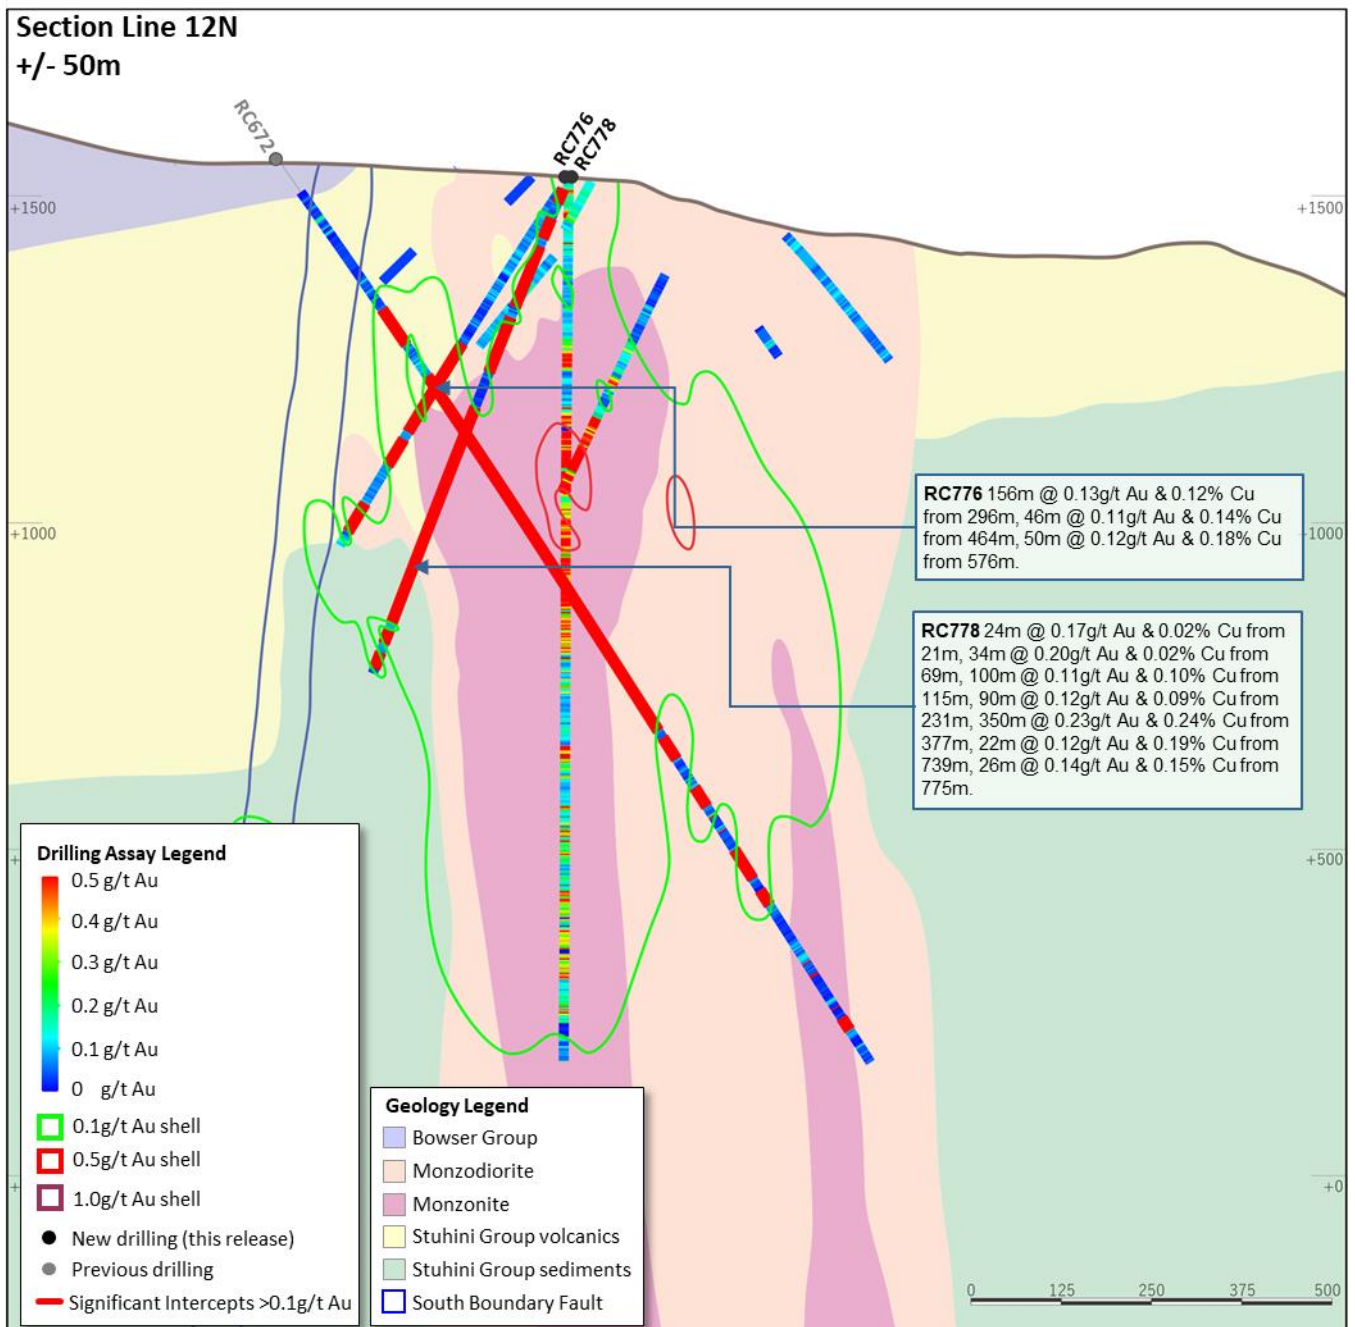 Section Line 12N
+/- 50m
RC672
RC776
RC778
+1500
+1500
+1000
+1000
+500
+0
RC776 156m @ 0.13g/t Au & 0.12% Cu
from 296m, 46m @ 0.11g/t Au & 0.14% Cu
from 464m, 50m @ 0.12g/t Au & 0.18% Cu
from 576m.
RC778 24m @ 0.17g/t Au & 0.02% Cu from
21m, 34m @ 0.20g/t Au & 0.02% Cu from
69m, 100m @ 0.11g/t Au & 0.10% Cu from
115m, 90m @ 0.12g/t Au & 0.09% Cu from
231m, 350m @ 0.23g/t Au & 0.24% Cu from
377m, 22m @ 0.12g/t Au & 0.19% Cu from
739m, 26m @ 0.14g/t Au & 0.15% Cu from
775m.
Drilling Assay Legend
0.5 g/t Au
0.4 g/t Au
0.3 g/t Au
0.2 g/t Au
0.1 g/t Au
0 g/t Au
0.1g/t Au shell
0.5g/t Au shell
1.0g/t Au shell
New drilling (this release)
Previous drilling
Significant Intercepts >0.1g/t Au
Geology Legend
Bowser Group
Monzodiorite
Monzonite
Stuhini Group volcanics
Stuhini Group sediments
South Boundary Fault
0 125 250 375 500